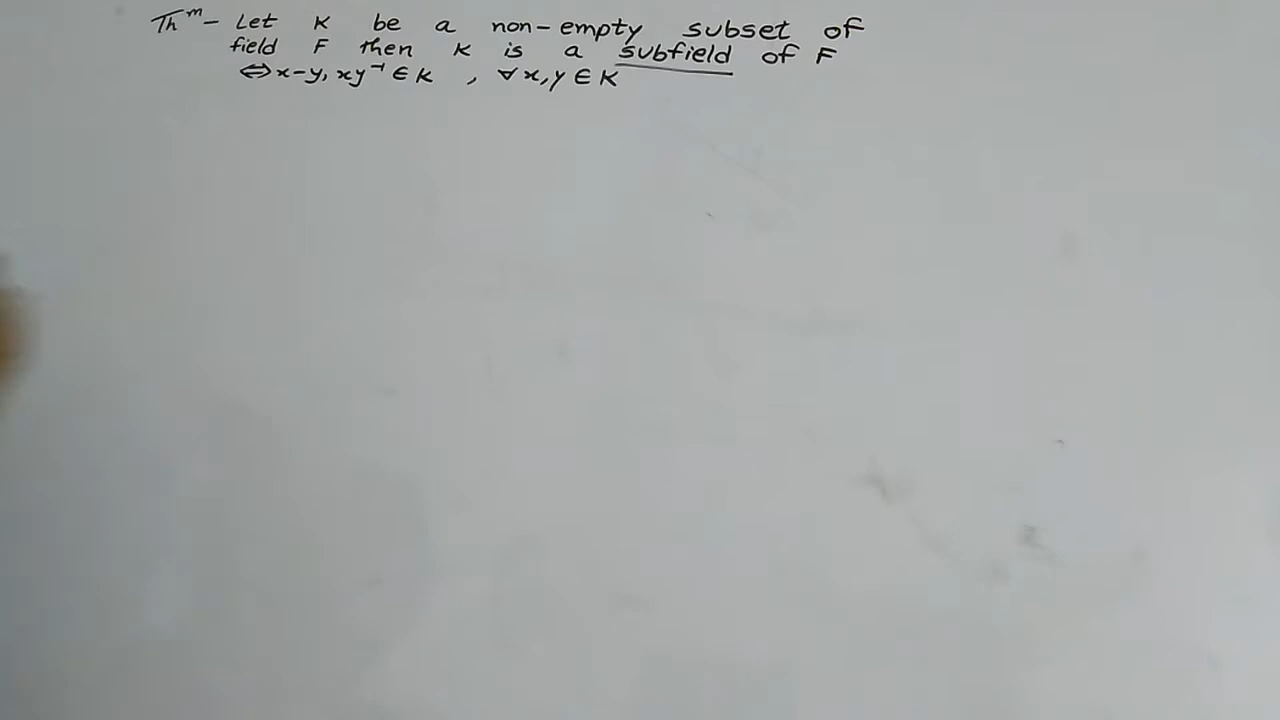 Thᵐ- Let K be a non-empty subset of
field F then K is a subfield of F
⇔ x-y, xy⁻¹ ∈ K , ∀ x, y ∈ K